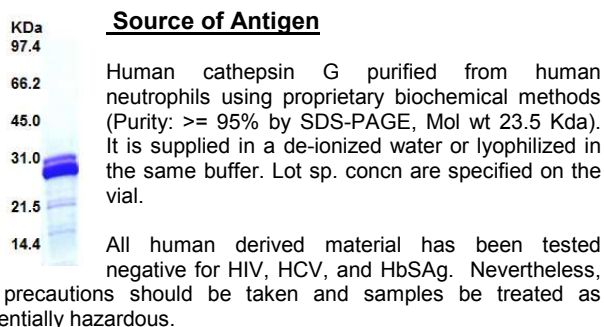 KDa
97.4
66.2
45.0
31.0
21.5
14.4
Source of Antigen
Human cathepsin G purified from human
neutrophils using proprietary biochemical methods
(Purity: >= 95% by SDS-PAGE, Mol wt 23.5 Kda).
It is supplied in a de-ionized water or lyophilized in
the same buffer. Lot sp. concn are specified on the
vial.
All human derived material has been tested
negative for HIV, HCV, and HbSAg. Nevertheless,
precautions should be taken and samples be treated as
entially hazardous.